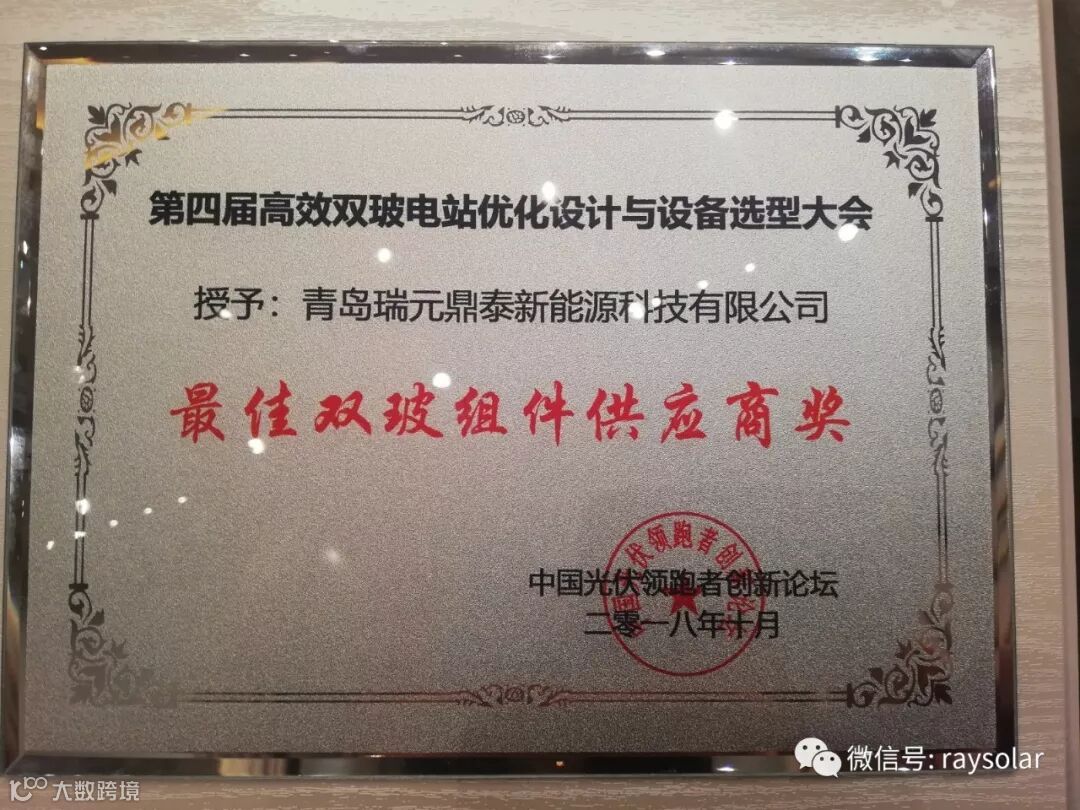 第四届高效双玻电站优化设计与设备选型大会
授予：青岛瑞元鼎泰新能源科技有限公司
最佳双玻组件供应商奖
中国光伏领跑者创新论坛
二零一八年十月
微信号: raysolar
大数跨境